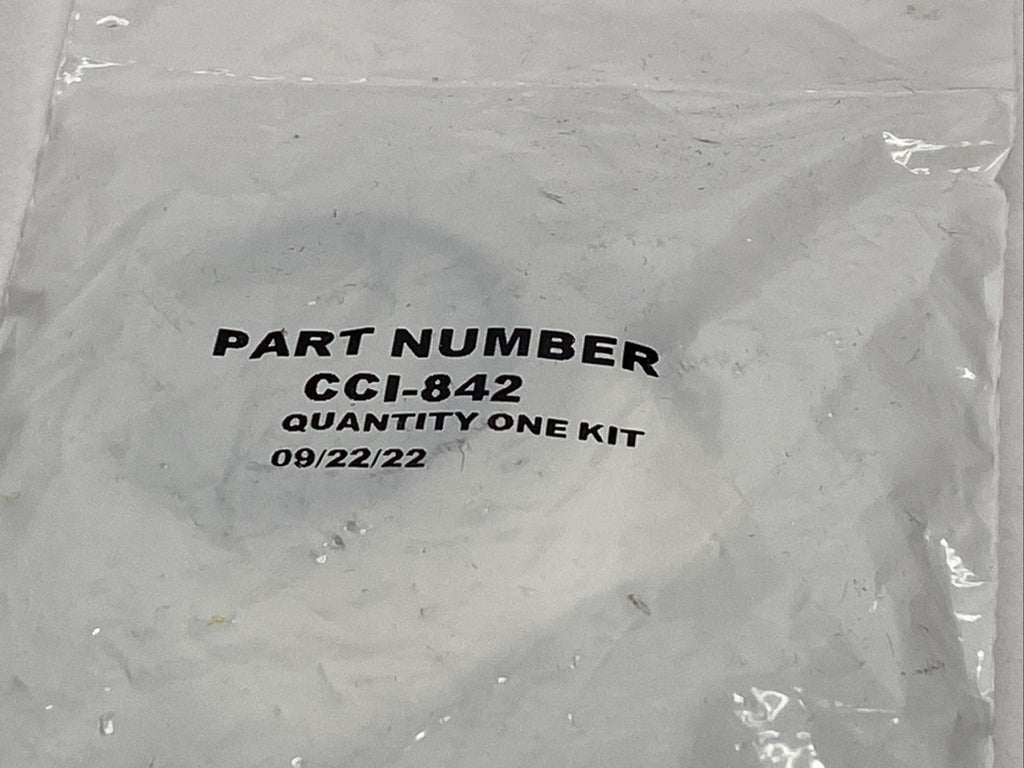 PART NUMBER
CCI-842
QUANTITY ONE KIT
09/22/22